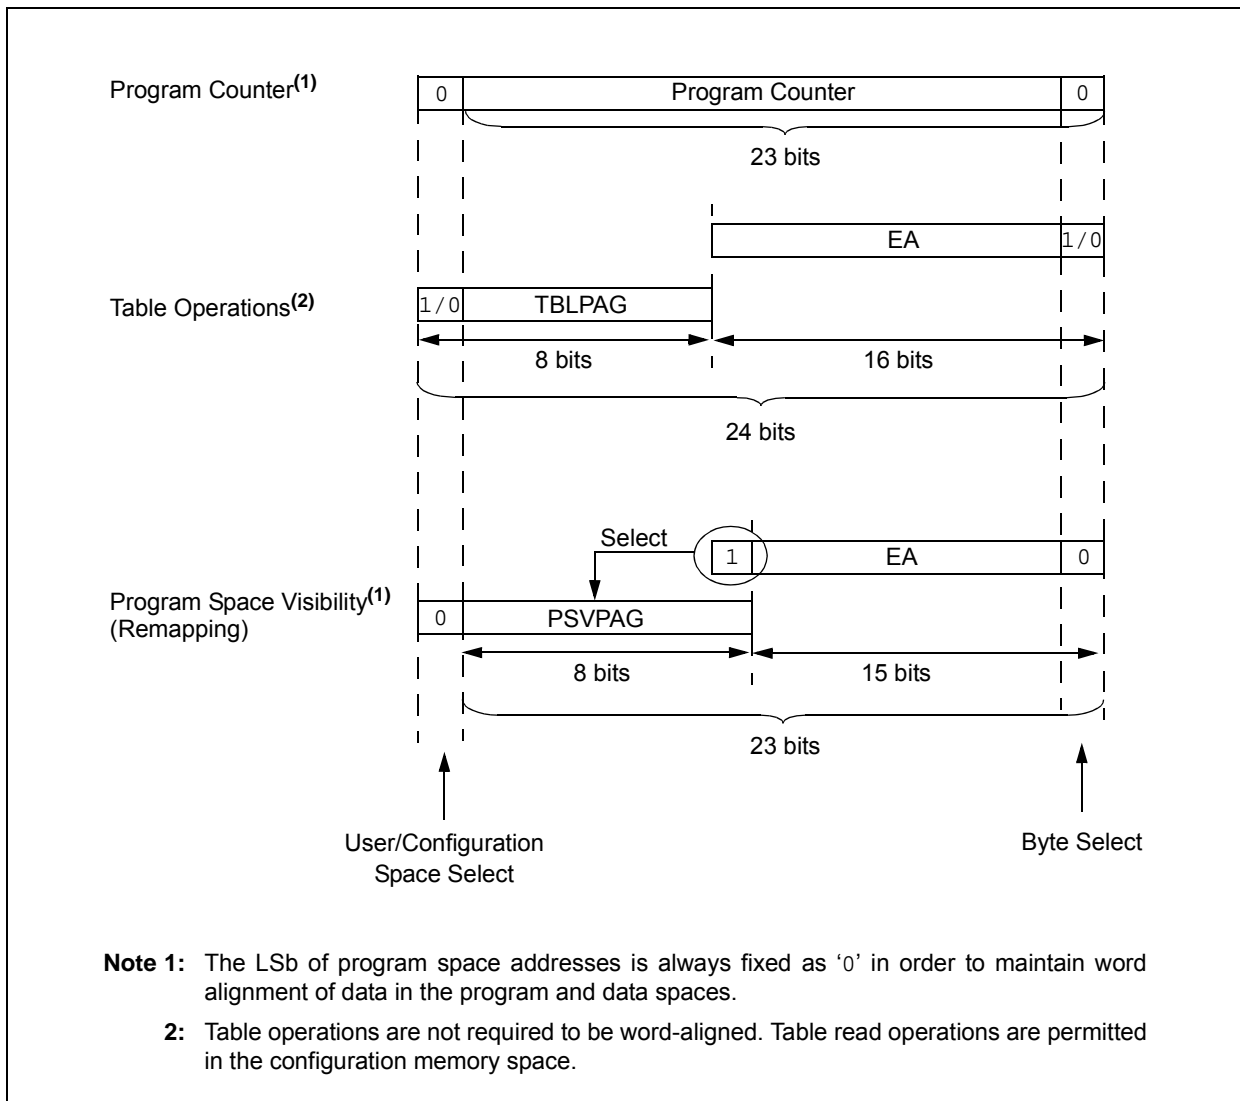 Program Counter(1)
0
Program Counter
0
23 bits
EA
1/0
Table Operations(2)
1/0
TBLPAG
8 bits
16 bits
24 bits
Select
1
EA
0
Program Space Visibility(1)
(Remapping)
0
PSVPAG
8 bits
15 bits
23 bits
User/Configuration
Space Select
Byte Select
Note 1: The LSb of program space addresses is always fixed as ‘0’ in order to maintain word
alignment of data in the program and data spaces.
2: Table operations are not required to be word-aligned. Table read operations are permitted
in the configuration memory space.